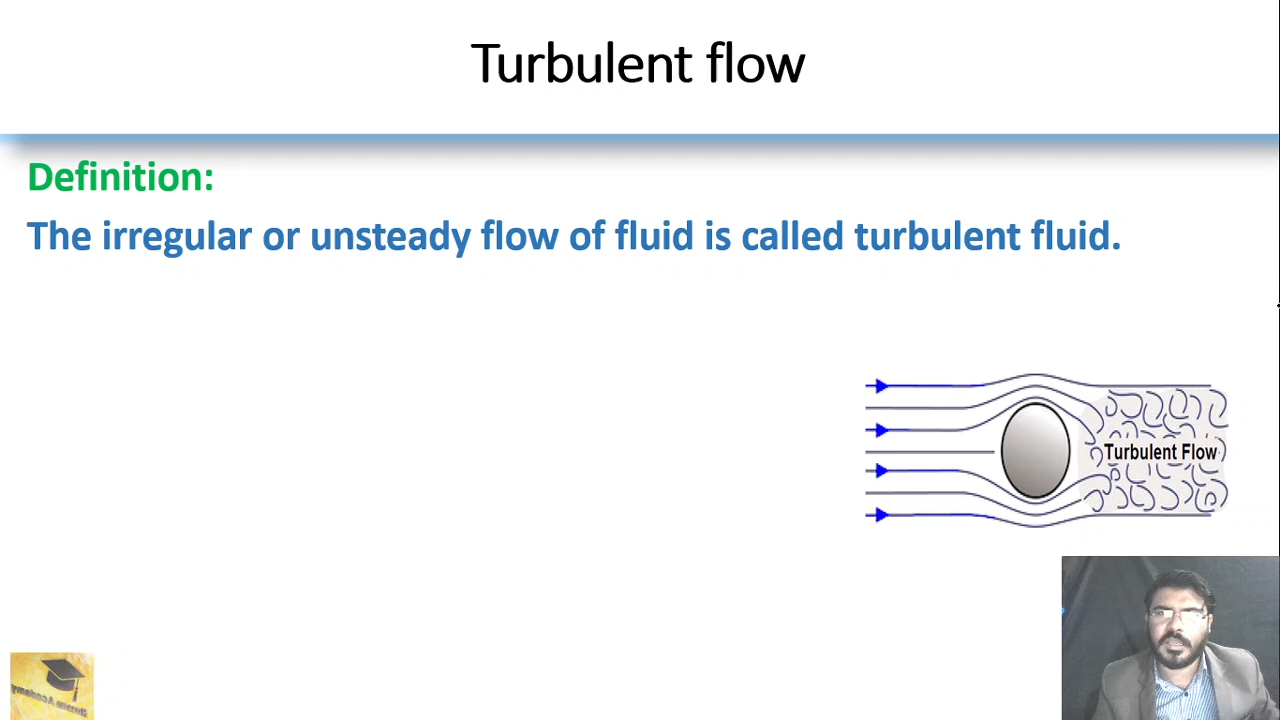 Turbulent flow
Definition:
The irregular or unsteady flow of fluid is called turbulent fluid.
Turbulent Flow